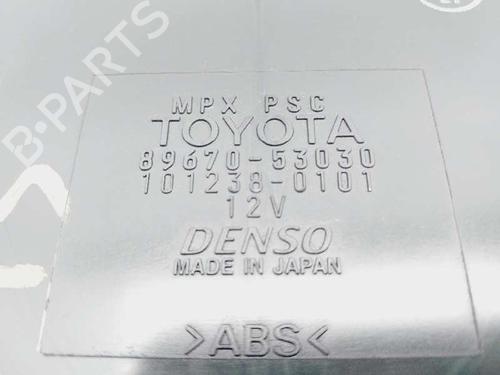 B-PARTS
MPX PSC
TOYOTA
89670-53030
101238-0101
12V
DENSO
MADE IN JAPAN
>ABS<